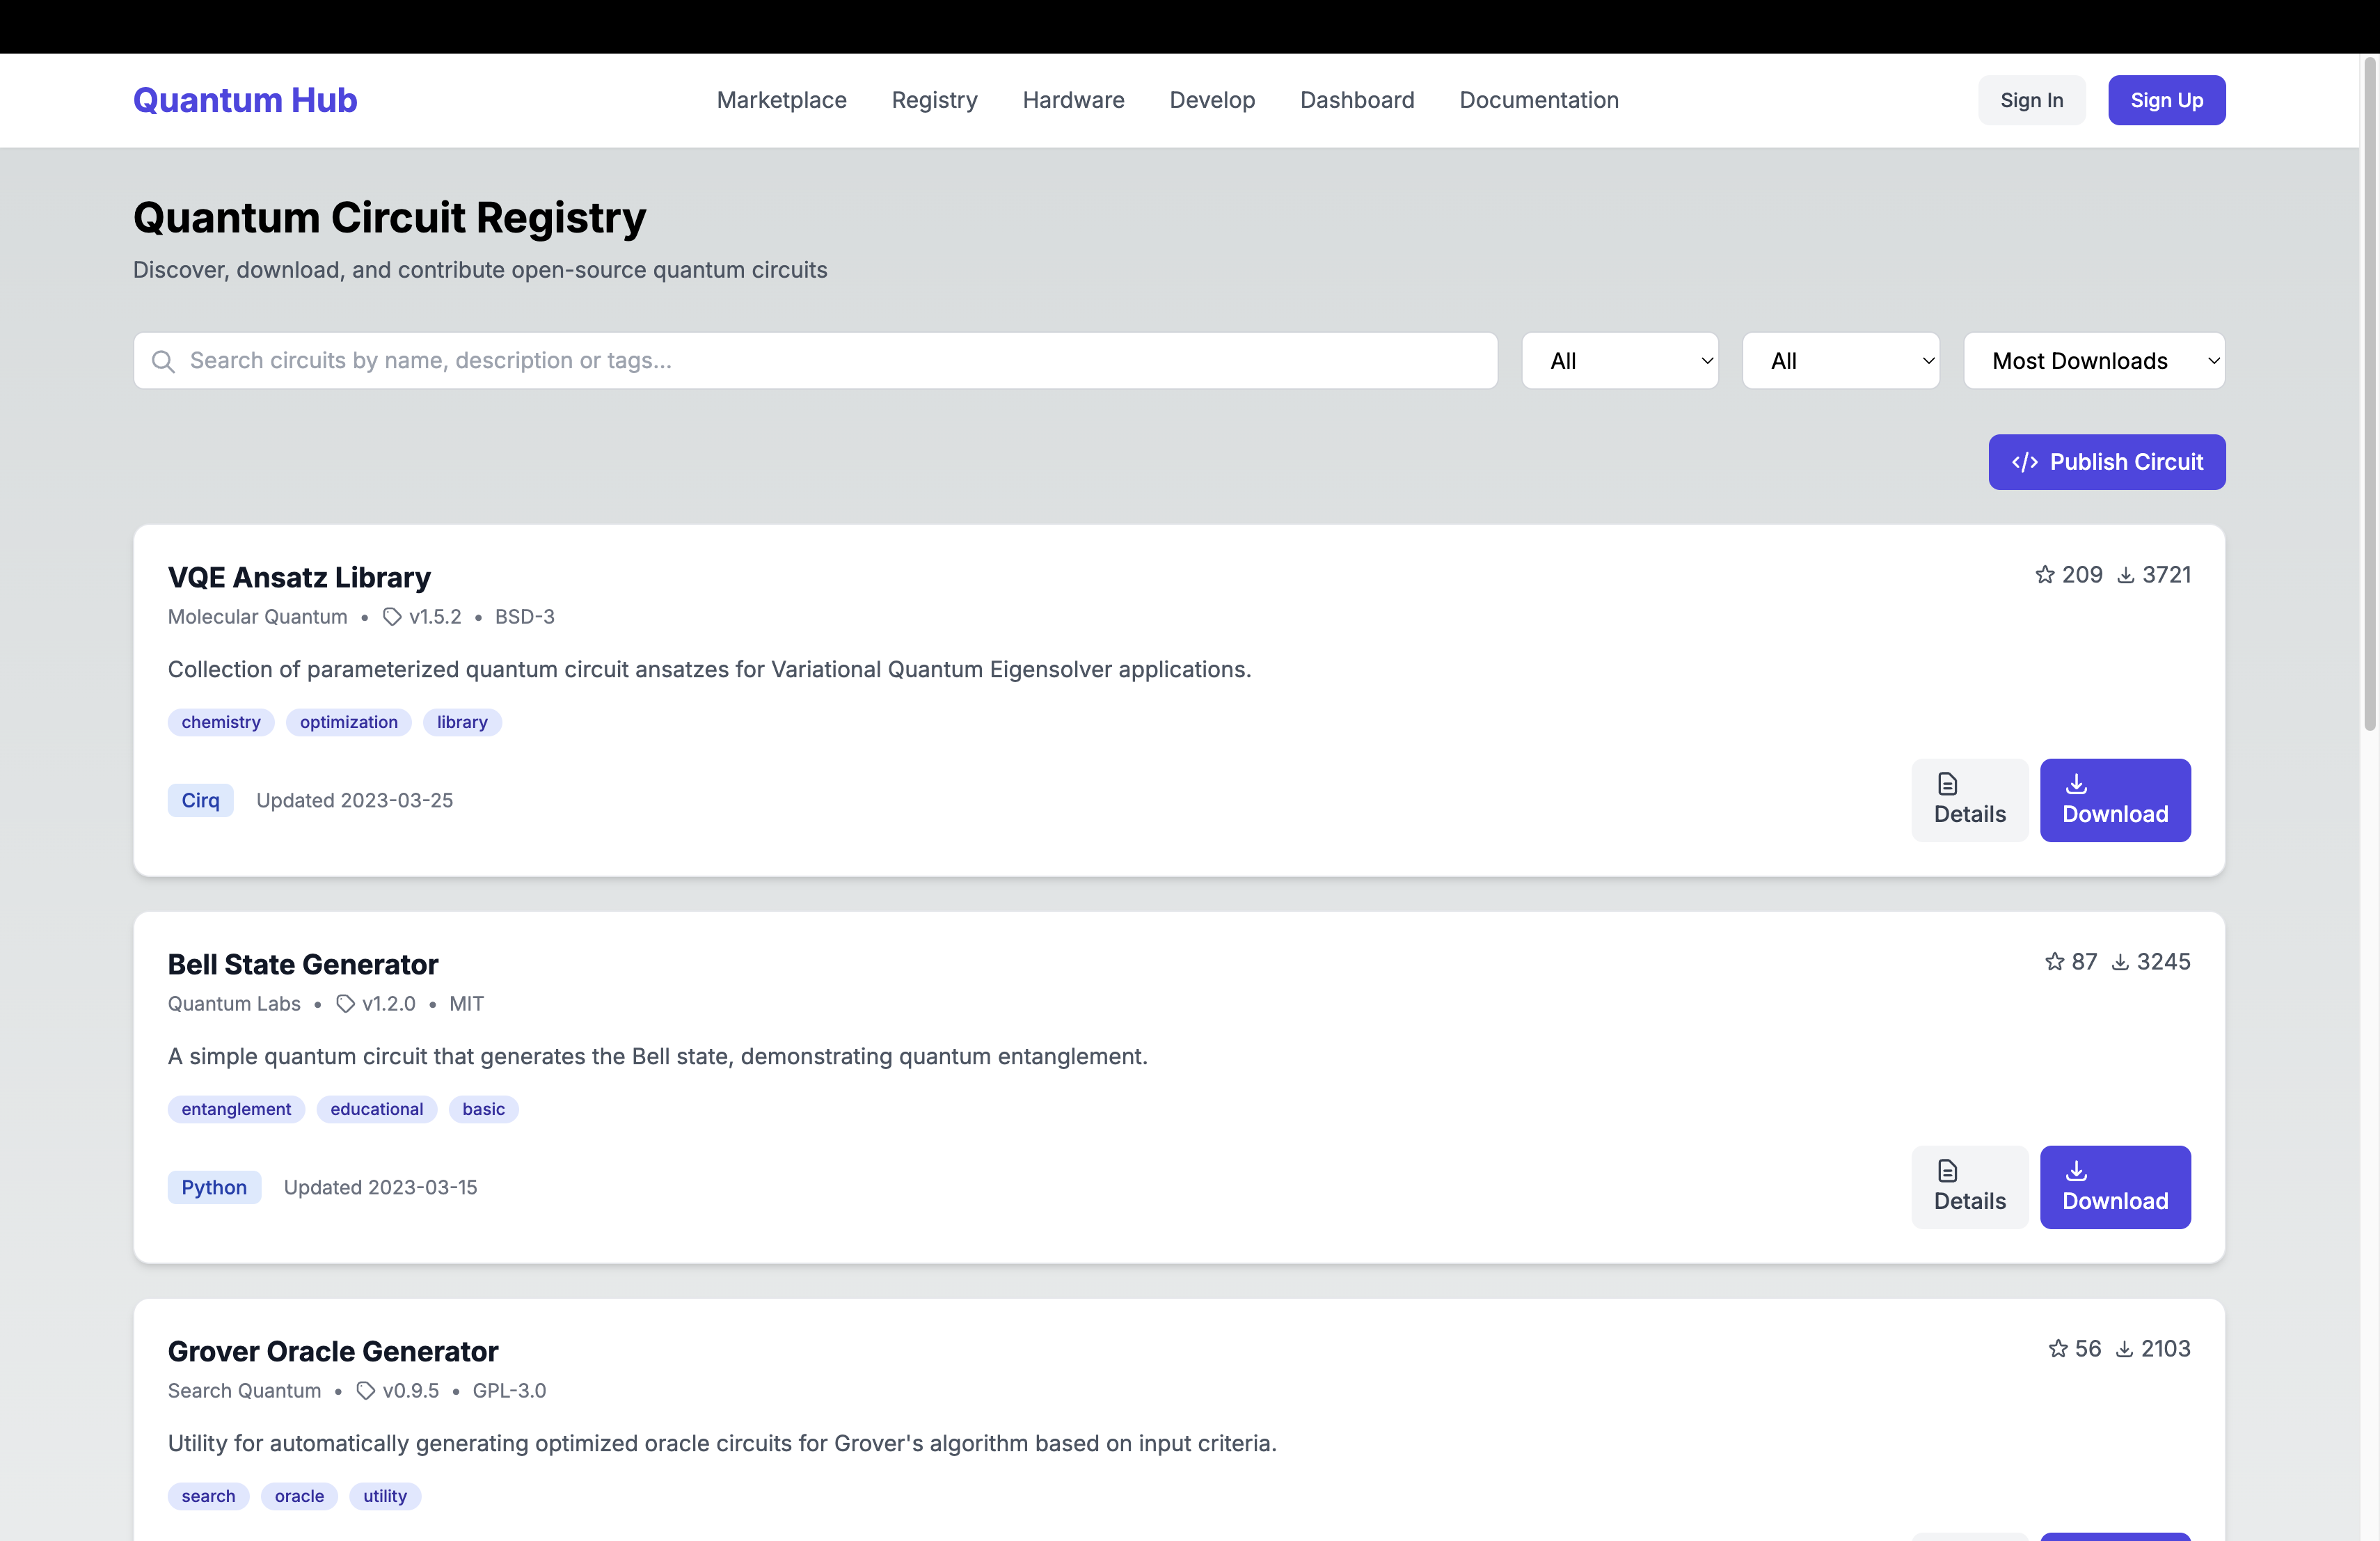 Quantum Hub
Marketplace Registry Hardware Develop Dashboard Documentation
Sign In Sign Up
Quantum Circuit Registry
Discover, download, and contribute open-source quantum circuits
Search circuits by name, description or tags...
All
All
Most Downloads
</> Publish Circuit
VQE Ansatz Library
209 3721
Molecular Quantum • v1.5.2 • BSD-3
Collection of parameterized quantum circuit ansatzes for Variational Quantum Eigensolver applications.
chemistry optimization library
Cirq Updated 2023-03-25
Details
Download
Bell State Generator
87 3245
Quantum Labs • v1.2.0 • MIT
A simple quantum circuit that generates the Bell state, demonstrating quantum entanglement.
entanglement educational basic
Python Updated 2023-03-15
Details
Download
Grover Oracle Generator
56 2103
Search Quantum • v0.9.5 • GPL-3.0
Utility for automatically generating optimized oracle circuits for Grover's algorithm based on input criteria.
search oracle utility